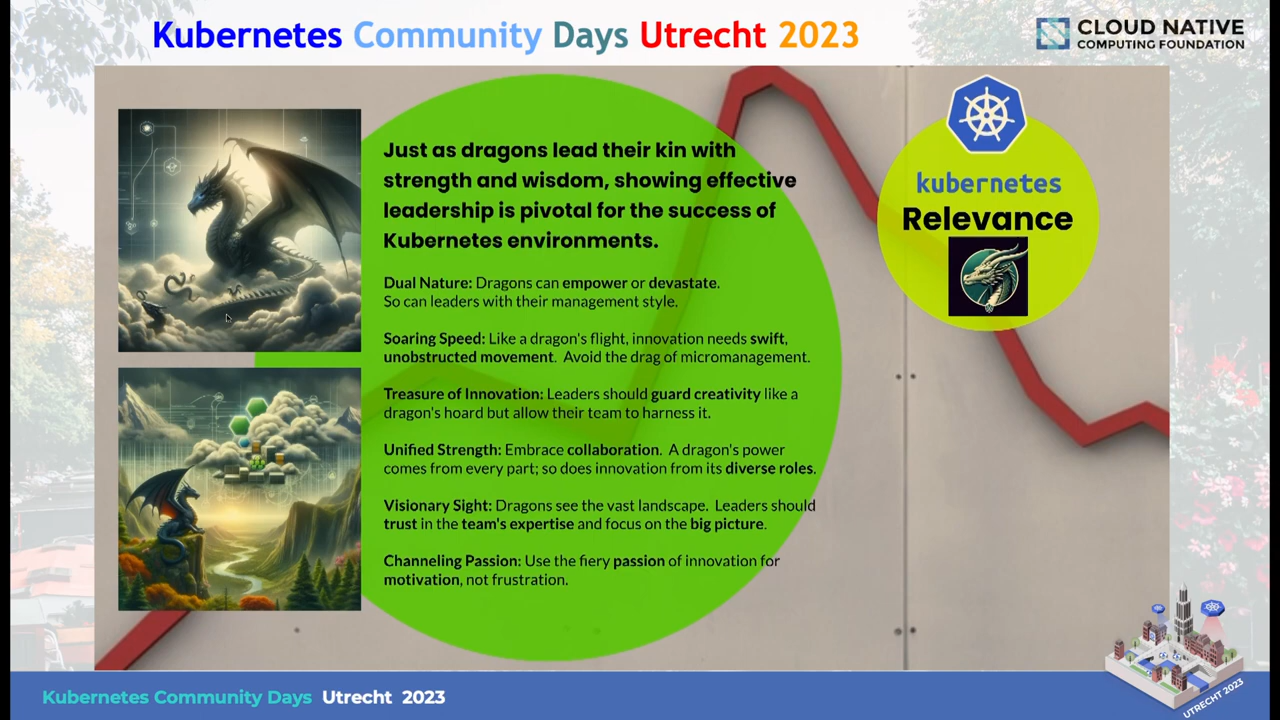 Kubernetes Community Days Utrecht 2023
CLOUD NATIVE
COMPUTING FOUNDATION
Just as dragons lead their kin with
strength and wisdom, showing effective
leadership is pivotal for the success of
Kubernetes environments.
Dual Nature: Dragons can empower or devastate.
So can leaders with their management style.
Soaring Speed: Like a dragon's flight, innovation needs swift,
unobstructed movement. Avoid the drag of micromanagement.
Treasure of Innovation: Leaders should guard creativity like a
dragon's hoard but allow their team to harness it.
Unified Strength: Embrace collaboration. A dragon's power
comes from every part; so does innovation from its diverse roles.
Visionary Sight: Dragons see the vast landscape. Leaders should
trust in the team's expertise and focus on the big picture.
Channeling Passion: Use the fiery passion of innovation for
motivation, not frustration.
kubernetes
Relevance
Kubernetes Community Days Utrecht 2023
UTRECHT 2023